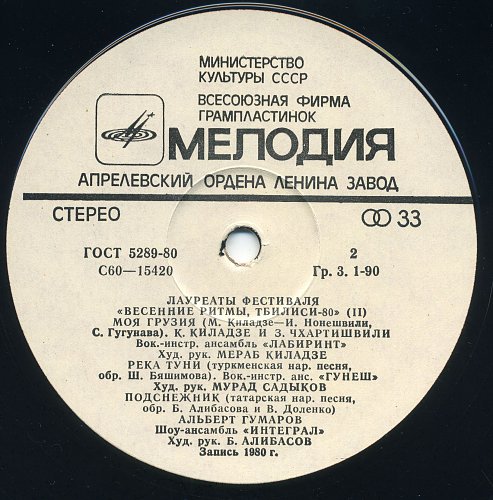 МИНИСТЕРСТВО
КУЛЬТУРЫ СССР
ВСЕСОЮЗНАЯ ФИРМА
ГРАМПЛАСТИНОК
МЕЛОДИЯ
АПРЕЛЕВСКИЙ ОРДЕНА ЛЕНИНА ЗАВОД
СТЕРЕО 33
ГОСТ 5289-80 2
С60—15420 Гр. 3. 1-90
ЛАУРЕАТЫ ФЕСТИВАЛЯ
«ВЕСЕННИЕ РИТМЫ, ТБИЛИСИ-80» (II)
МОЯ ГРУЗИЯ (М. Киладзе—И. Нонешвили,
С. Гугунава). К. КИЛАДЗЕ И З. ЧХАРТИШВИЛИ
Вок.-инстр. ансамбль «ЛАБИРИНТ»
Худ. рук. МЕРАБ КИЛАДЗЕ
РЕКА ТУНИ (туркменская нар. песня,
обр. Ш. Бяшимова). Вок.-инстр. анс. «ГУНЕШ»
Худ. рук. МУРАД САДЫКОВ
ПОДСНЕЖНИК (татарская нар. песня,
обр. Б. Алибасова и В. Доленко)
АЛЬБЕРТ ГУМАРОВ
Шоу-ансамбль «ИНТЕГРАЛ»
Худ. рук. Б. АЛИБАСОВ
Запись 1980 г.